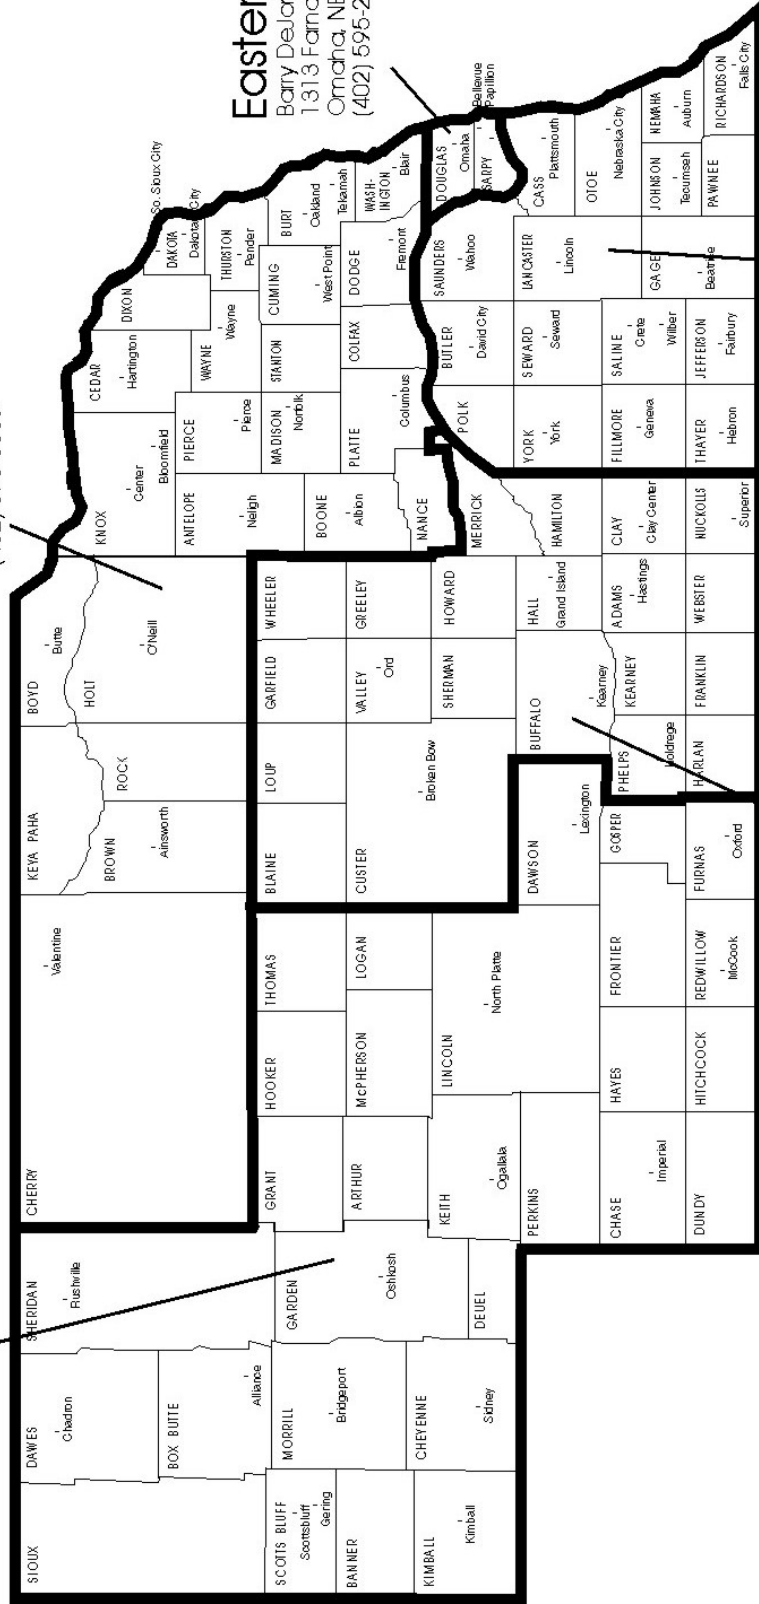 Easter
Barry DeJar
1313 Farna
Omaha, NE
(402) 595-2
SIOUX
DAWES
Chadron
SHERIDAN
Rushville
CHERRY
Valentine
KEYA PAHA
BOYD
Butte
BROWN
Ainsworth
ROCK
HOLT
O'Neill
KNOX
Center
Bloomfield
CEDAR
Hartington
DIXON
DAKOTA
Dakota City
So. Sioux City
BOX BUTTE
Alliance
ANTELOPE
Neligh
PIERCE
Pierce
WAYNE
Wayne
THURSTON
Pender
SCOTTS BLUFF
Scottsbluff
Gering
MORRILL
Bridgeport
GARDEN
Oshkosh
GRANT
HOOKER
THOMAS
BLAINE
LOUP
GARFIELD
WHEELER
BOONE
Albion
MADISON
Norfolk
STANTON
CUMING
West Point
BURT
Oakland
Tekamah
BANNER
ARTHUR
McPHERSON
LOGAN
CUSTER
Broken Bow
VALLEY
Ord
GREELEY
NANCE
PLATTE
Columbus
COLFAX
DODGE
Fremont
WASH-
INGTON
Blair
KIMBALL
Kimball
CHEYENNE
Sidney
DEUEL
KEITH
Ogallala
LINCOLN
North Platte
SHERMAN
HOWARD
MERRICK
POLK
BUTLER
David City
SAUNDERS
Wahoo
DOUGLAS
Omaha
SARPY
Bellevue
Papillion
PERKINS
DAWSON
Lexington
BUFFALO
Kearney
HALL
Grand Island
HAMILTON
YORK
York
SEWARD
Seward
LANCASTER
Lincoln
CASS
Plattsmouth
OTOE
Nebraska City
CHASE
Imperial
HAYES
FRONTIER
GOSPER
PHELPS
Holdrege
KEARNEY
ADAMS
Hastings
CLAY
Clay Center
FILLMORE
Geneva
SALINE
Crete
Wilber
GAGE
Beatrice
JOHNSON
Tecumseh
NEMAHA
Auburn
DUNDY
HITCHCOCK
REDWILLOW
McCook
FURNAS
Oxford
HARLAN
FRANKLIN
WEBSTER
NUCKOLLS
Superior
THAYER
Hebron
JEFFERSON
Fairbury
PAWNEE
RICHARDSON
Falls City